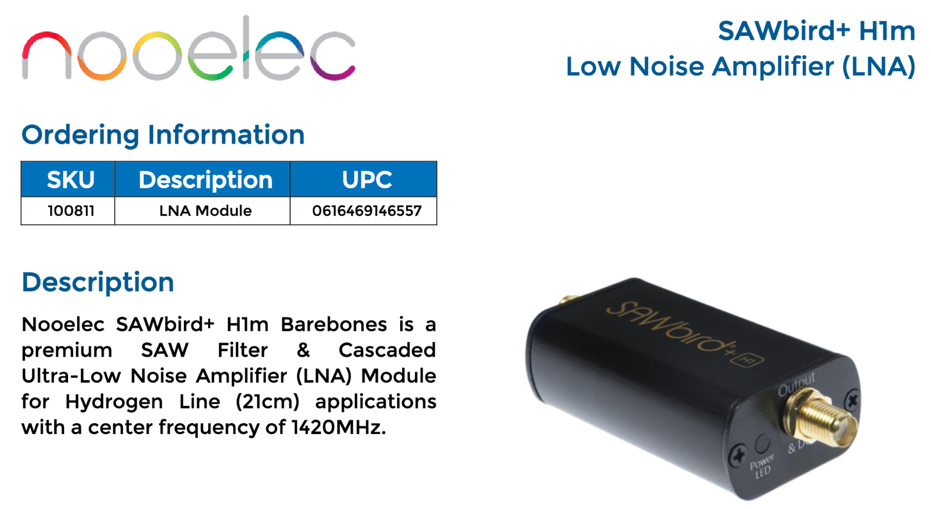 nooelec
SAWbird+ H1m
Low Noise Amplifier (LNA)
Ordering Information
SKU Description UPC
100811 LNA Module 0616469146557
Description
Nooelec SAWbird+ H1m Barebones is a
premium SAW Filter & Cascaded
Ultra-Low Noise Amplifier (LNA) Module
for Hydrogen Line (21cm) applications
with a center frequency of 1420MHz.
SAWbird+ H1
Output
Power
LED